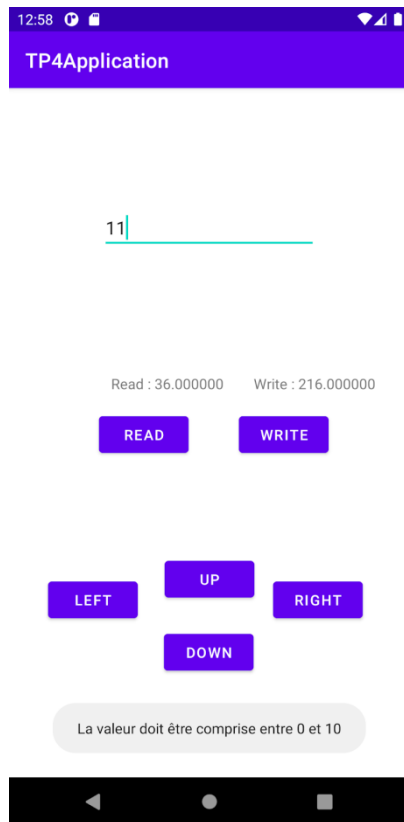 12:58
TP4Application
11
Read : 36.000000 Write : 216.000000
READ WRITE
UP
LEFT RIGHT
DOWN
La valeur doit être comprise entre 0 et 10